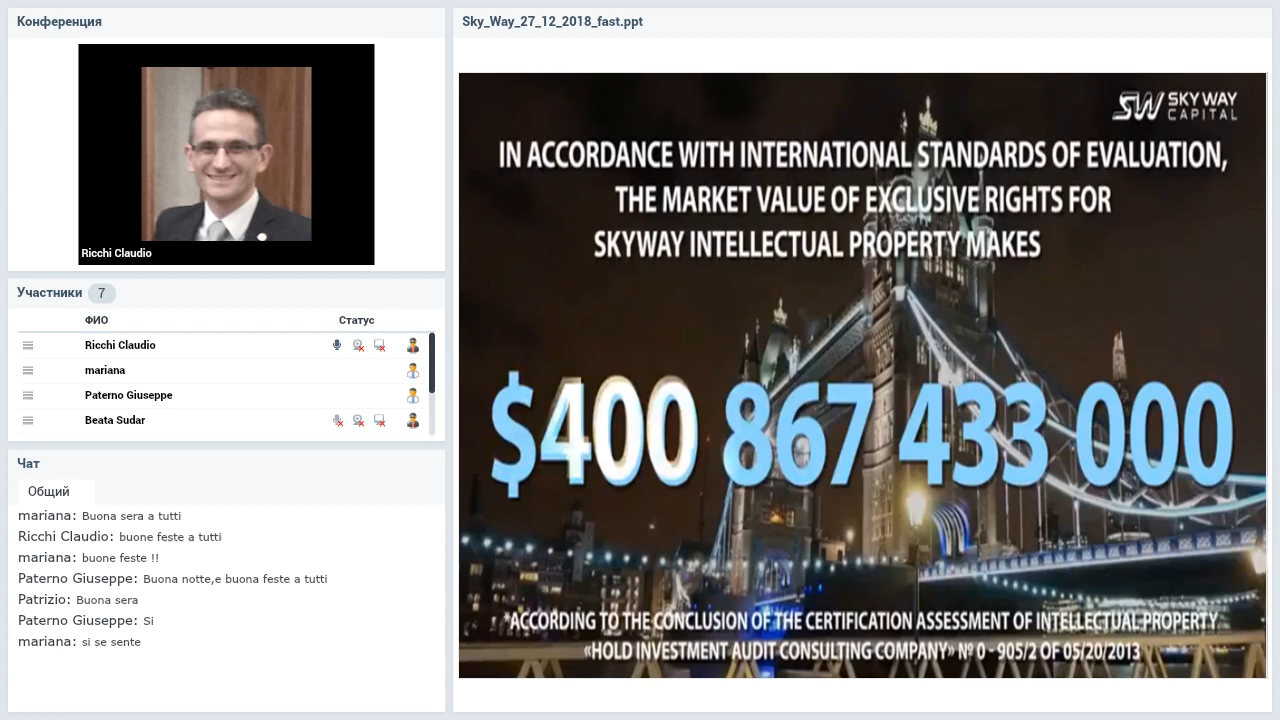 Конференция
Ricchi Claudio
Участники 7
ФИО Статус
Ricchi Claudio
mariana
Paterno Giuseppe
Beata Sudar
Чат
Общий
mariana: Buona sera a tutti
Ricchi Claudio: buone feste a tutti
mariana: buone feste !!
Paterno Giuseppe: Buona notte,e buona feste a tutti
Patrizio: Buona sera
Paterno Giuseppe: Si
mariana: si se sente
Sky_Way_27_12_2018_fast.ppt
SW SKY WAY
CAPITAL
IN ACCORDANCE WITH INTERNATIONAL STANDARDS OF EVALUATION,
THE MARKET VALUE OF EXCLUSIVE RIGHTS FOR
SKYWAY INTELLECTUAL PROPERTY MAKES
$400 867 433 000
*ACCORDING TO THE CONCLUSION OF THE CERTIFICATION ASSESSMENT OF INTELLECTUAL PROPERTY
«HOLD INVESTMENT AUDIT CONSULTING COMPANY» № 0 - 905/2 OF 05/20/2013